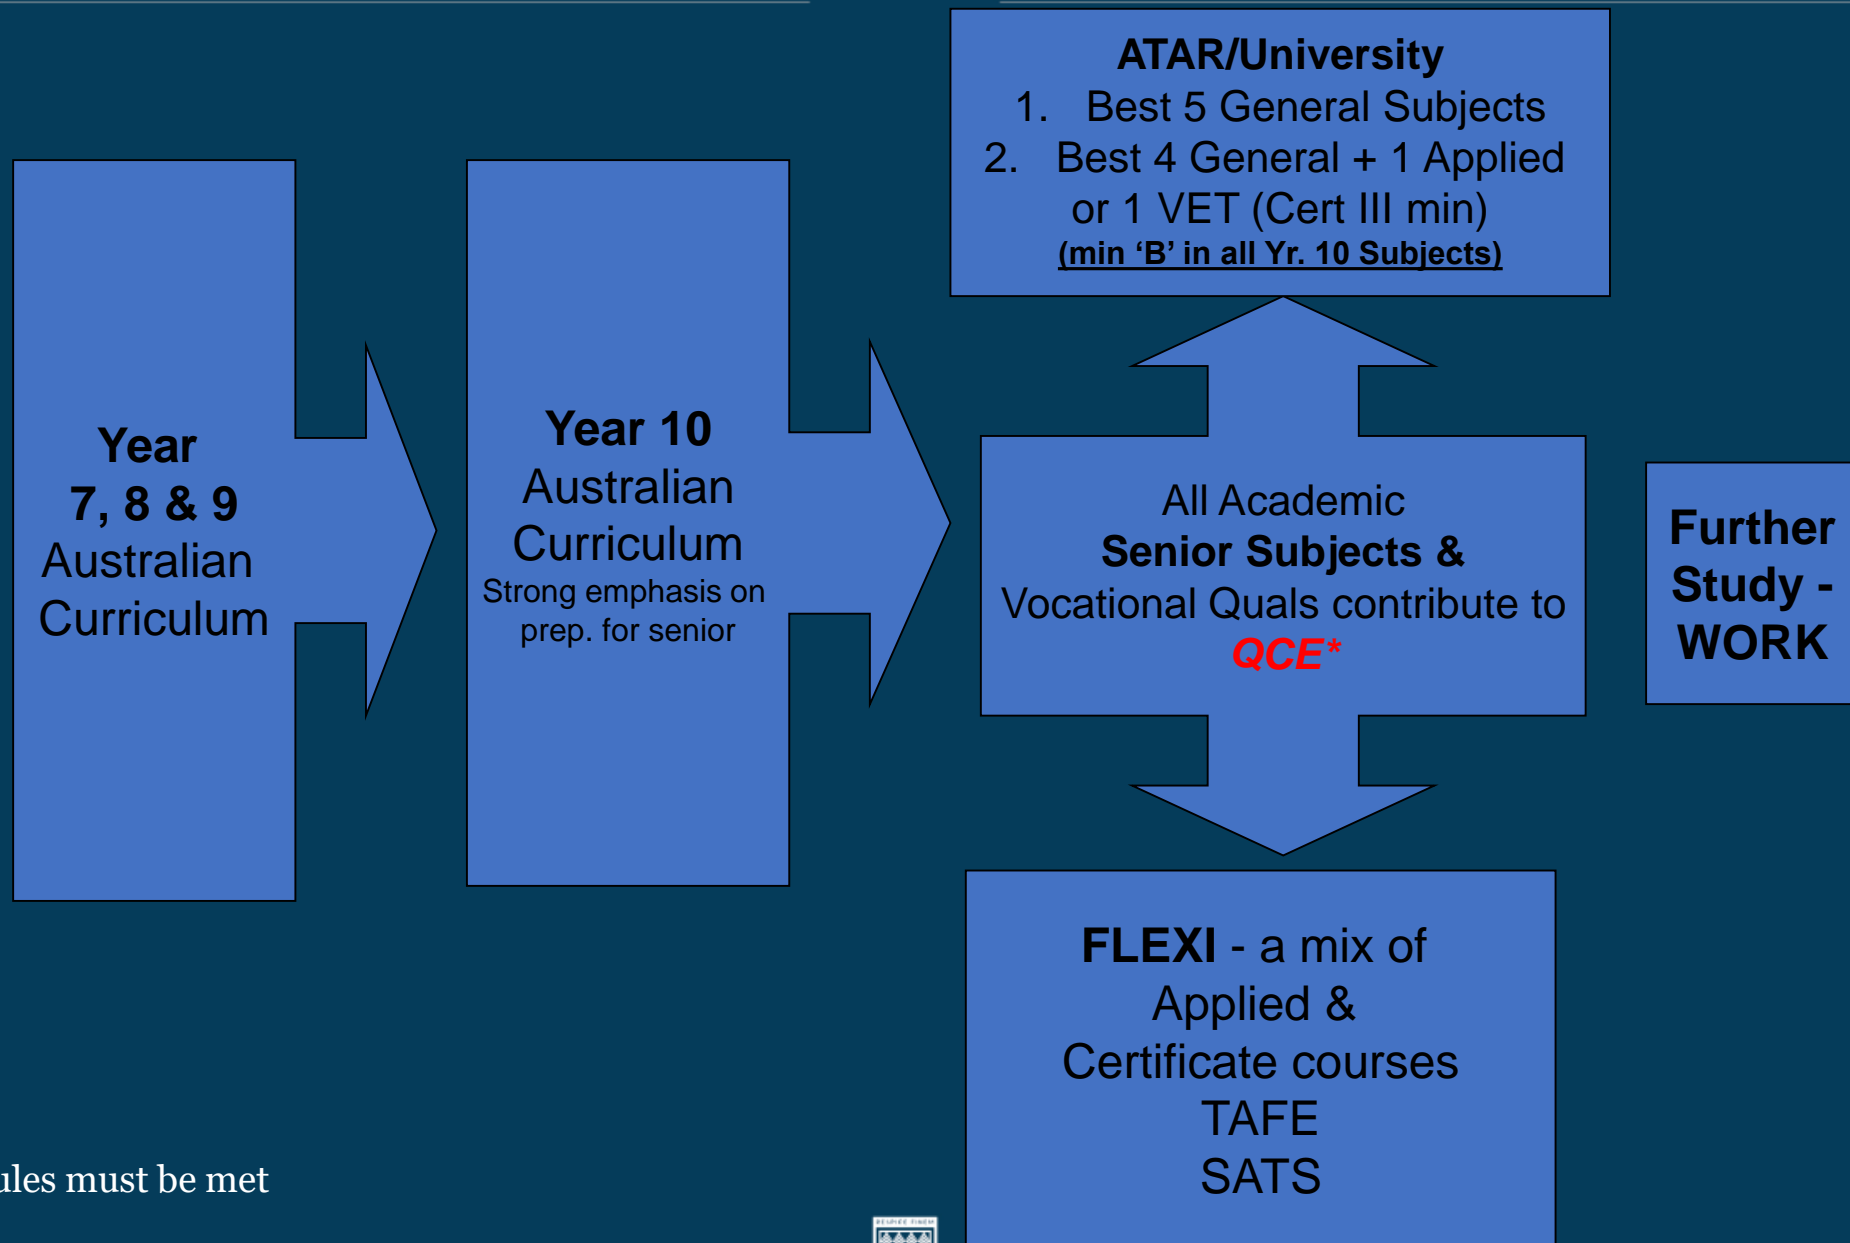 Year
7, 8 & 9
Australian
Curriculum
Year 10
Australian
Curriculum
Strong emphasis on
prep. for senior
ATAR/University
1. Best 5 General Subjects
2. Best 4 General + 1 Applied
or 1 VET (Cert III min)
(min ‘B’ in all Yr. 10 Subjects)
All Academic
Senior Subjects &
Vocational Quals contribute to
QCE*
Further
Study -
WORK
FLEXI - a mix of
Applied &
Certificate courses
TAFE
SATS
ules must be met
RESPICE FINEM